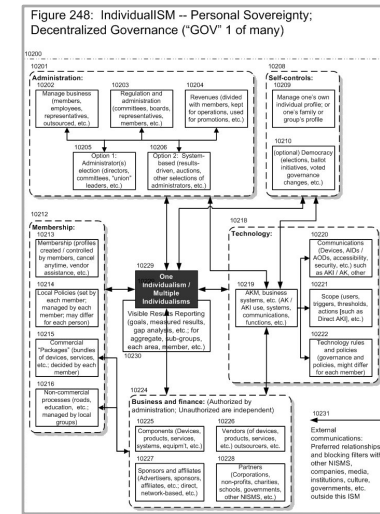 Figure 248:  IndividualISM -- Personal Sovereignty;
Decentralized Governance ("GOV" 1 of many)
10200
10201
Administration:
10202
Manage business
(members,
employees,
representatives,
outsourced, etc.)
10203
Regulation and
administration
(committees, boards,
representatives,
members, etc.)
10204
Revenues (divided
with members, kept
for operations, used
for promotions, etc.)
10205
Option 1:
Administrator(s)
election (directors,
committees, "union"
leaders, etc.)
10206
Option 2: System-
based (results-
driven, auctions,
other selections of
administrators, etc.)
10208
Self-controls:
10209
Manage one's own
individual profile; or
one's family or
group's profile
10210
(optional) Democracy
(elections, ballot
initiatives, voted
governance
changes, etc.)
10212
Membership:
10213
Membership (profiles
created / controlled
by members, cancel
anytime, vendor
assistance, etc.)
10214
Local Policies (set by
each member;
managed by each
member; may differ
for each person)
10215
Commercial
"Packages" (bundles
of devices, services,
etc.; decided by each
member)
10216
Non-commercial
processes (roads,
education, etc.;
managed by local
groups)
10229
One
individualism /
Multiple
Individualisms
Visible Results Reporting
(goals, measured results,
gap analysis, etc.; for
aggregate, sub-groups,
each area, member, etc.)
10230
10218
Technology:
10219
AKM, business
systems, etc. (AK /
AKI use, systems,
communications,
functions, etc.)
10220
Communications
(Devices, AIDs /
AODs, accessibility,
security, etc.) such
as AKI / AK, other
10221
Scope (users,
triggers, thresholds,
actions [such as
Direct AKI], etc.)
10222
Technology rules
and policies
(governance and
policies, might differ
for each member)
10224
Business and finance: (Authorized by
administration; Unauthorized are independent)
10225
Components (Devices,
products, services,
systems, equipm't, etc.)
10226
Vendors (of devices,
products, services,
etc.) outsourcers, etc.
10227
Sponsors and affiliates
(Advertisers, sponsors,
affiliates, etc.; direct,
network-based, etc.)
10228
Partners
(Corporations,
non-profits, charities,
schools, governments,
other NISMS, etc.)
10231
External
communications:
Preferred relationships
and blocking filters with
other NISMS,
companies, media,
institutions, culture,
governments, etc.
outside this ISM